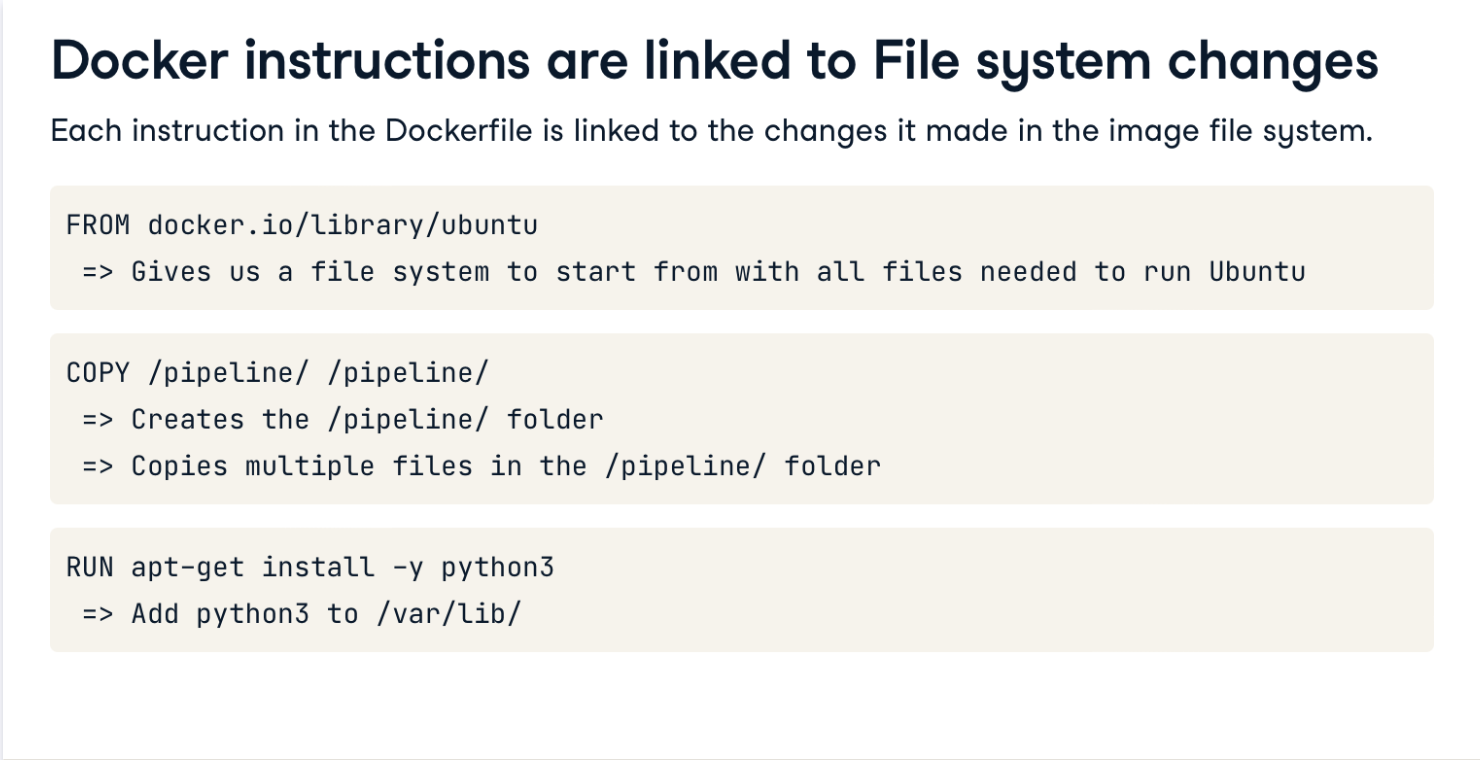 Docker instructions are linked to File system changes
Each instruction in the Dockerfile is linked to the changes it made in the image file system.
FROM docker.io/library/ubuntu
=> Gives us a file system to start from with all files needed to run Ubuntu
COPY /pipeline/ /pipeline/
=> Creates the /pipeline/ folder
=> Copies multiple files in the /pipeline/ folder
RUN apt-get install -y python3
=> Add python3 to /var/lib/